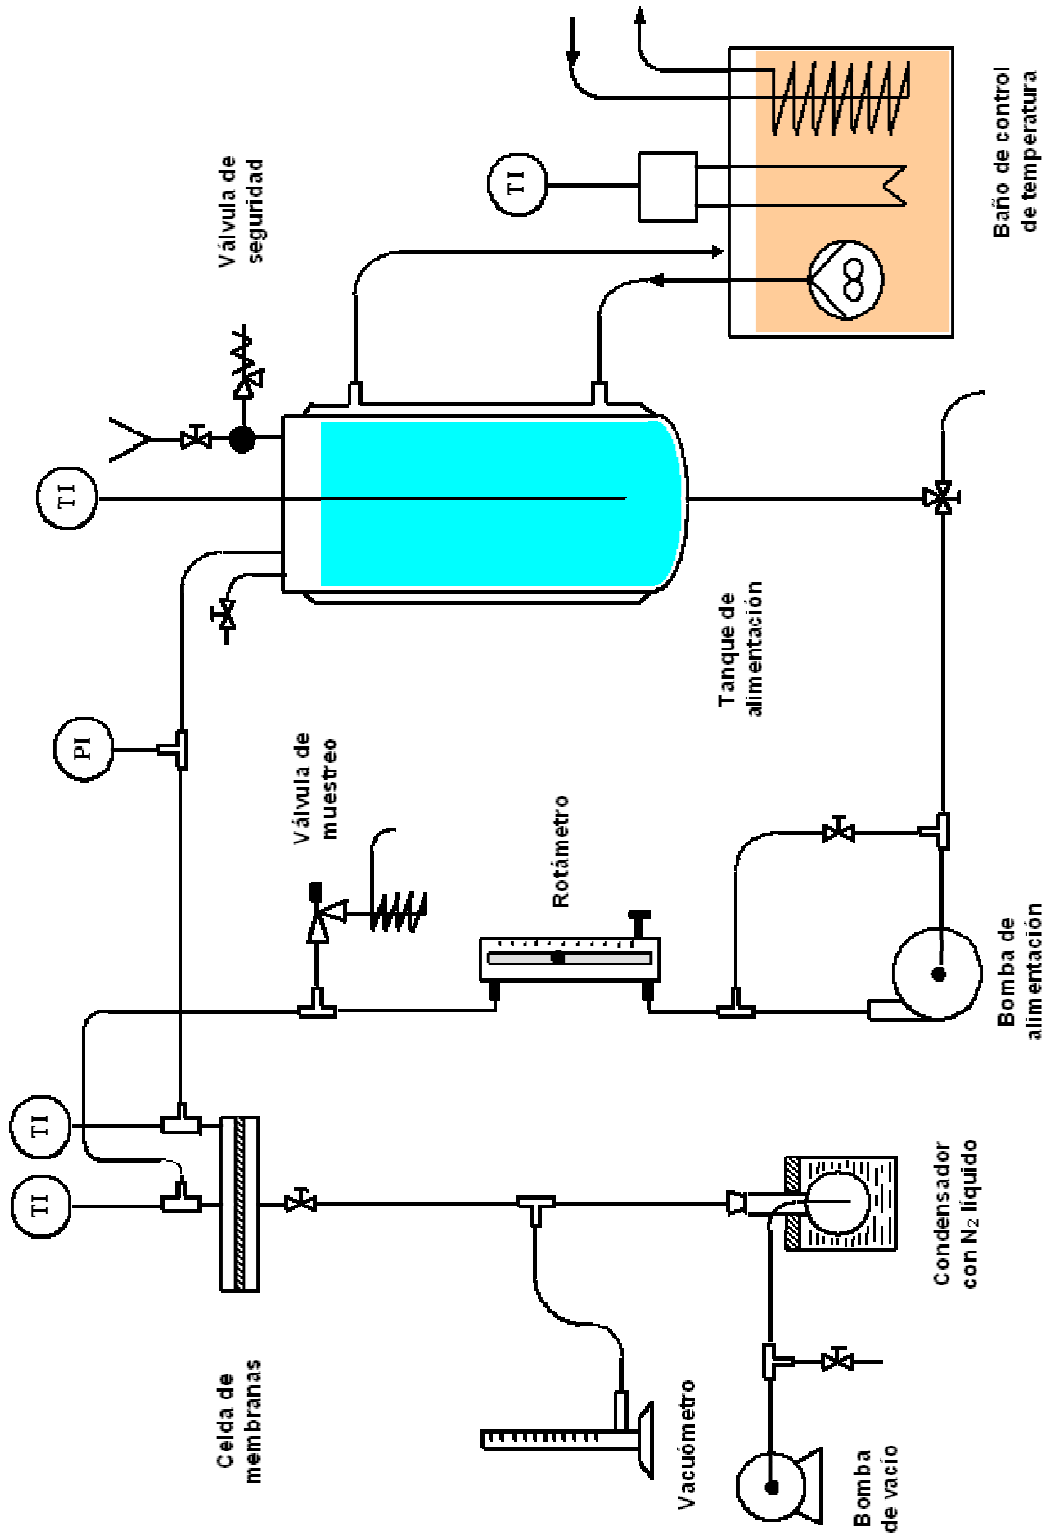 TI
TI
Celda de
membranas
TI
PI
Válvula de
seguridad
Válvula de
muestreo
TI
Vacuómetro
Rotámetro
Tanque de
alimentación
Bomba
de vacío
Condensador
con N₂ líquido
Bomba de
alimentación
Baño de control
de temperatura